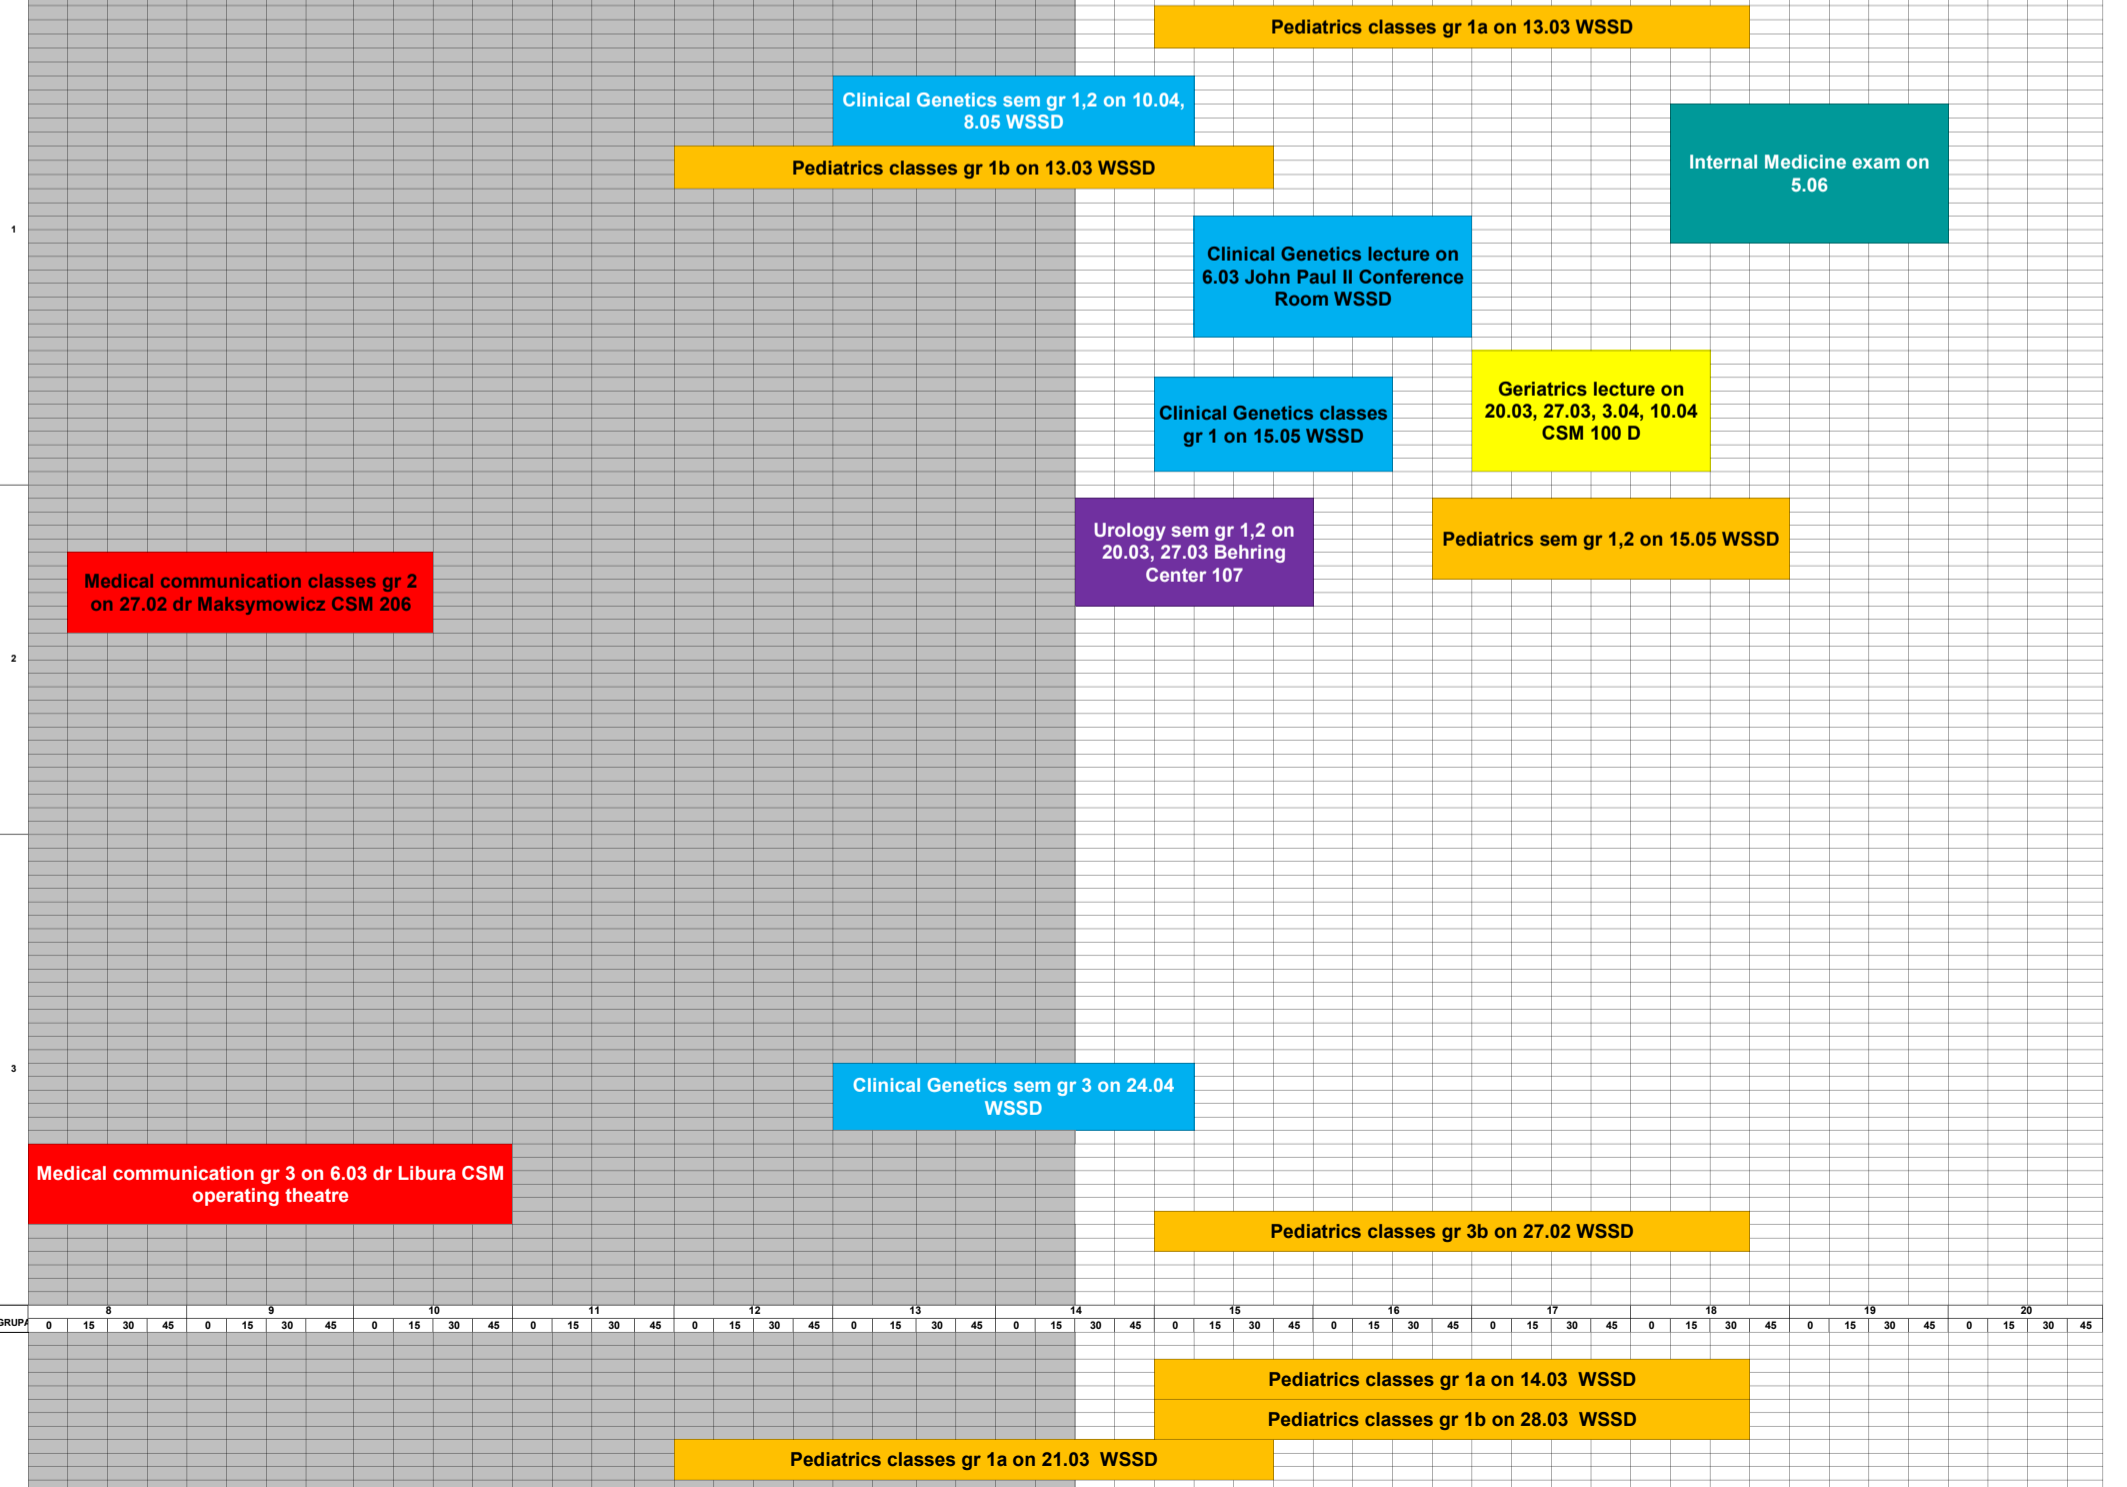 Pediatrics classes gr 1a on 13.03 WSSD
Clinical Genetics sem gr 1,2 on 10.04,
8.05 WSSD
Internal Medicine exam on
5.06
Pediatrics classes gr 1b on 13.03 WSSD
1
Clinical Genetics lecture on
6.03 John Paul II Conference
Room WSSD
Geriatrics lecture on
20.03, 27.03, 3.04, 10.04
CSM 100 D
Clinical Genetics classes
gr 1 on 15.05 WSSD
Urology sem gr 1,2 on
20.03, 27.03 Behring
Center 107
Pediatrics sem gr 1,2 on 15.05 WSSD
Medical communication classes gr 2
on 27.02 dr Maksymowicz CSM 206
2
3
Clinical Genetics sem gr 3 on 24.04
WSSD
Medical communication gr 3 on 6.03 dr Libura CSM
operating theatre
Pediatrics classes gr 3b on 27.02 WSSD
8 9 10 11 12 13 14 15 16 17 18 19 20
GRUPA 0 15 30 45 0 15 30 45 0 15 30 45 0 15 30 45 0 15 30 45 0 15 30 45 0 15 30 45 0 15 30 45 0 15 30 45 0 15 30 45 0 15 30 45 0 15 30 45 0 15 30 45
Pediatrics classes gr 1a on 14.03 WSSD
Pediatrics classes gr 1b on 28.03 WSSD
Pediatrics classes gr 1a on 21.03 WSSD